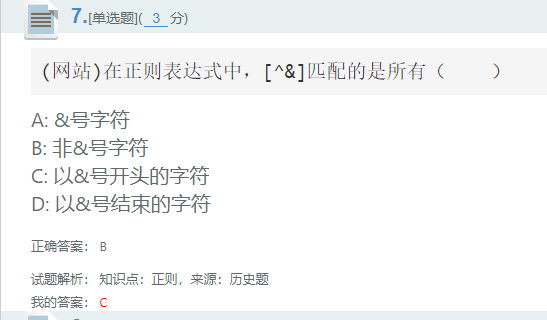 7.[单选题]( 3 分)
(网站)在正则表达式中，[^&]匹配的是所有（ ）
A: &号字符
B: 非&号字符
C: 以&号开头的字符
D: 以&号结束的字符
正确答案： B
试题解析： 知识点：正则，来源：历史题
我的答案： C